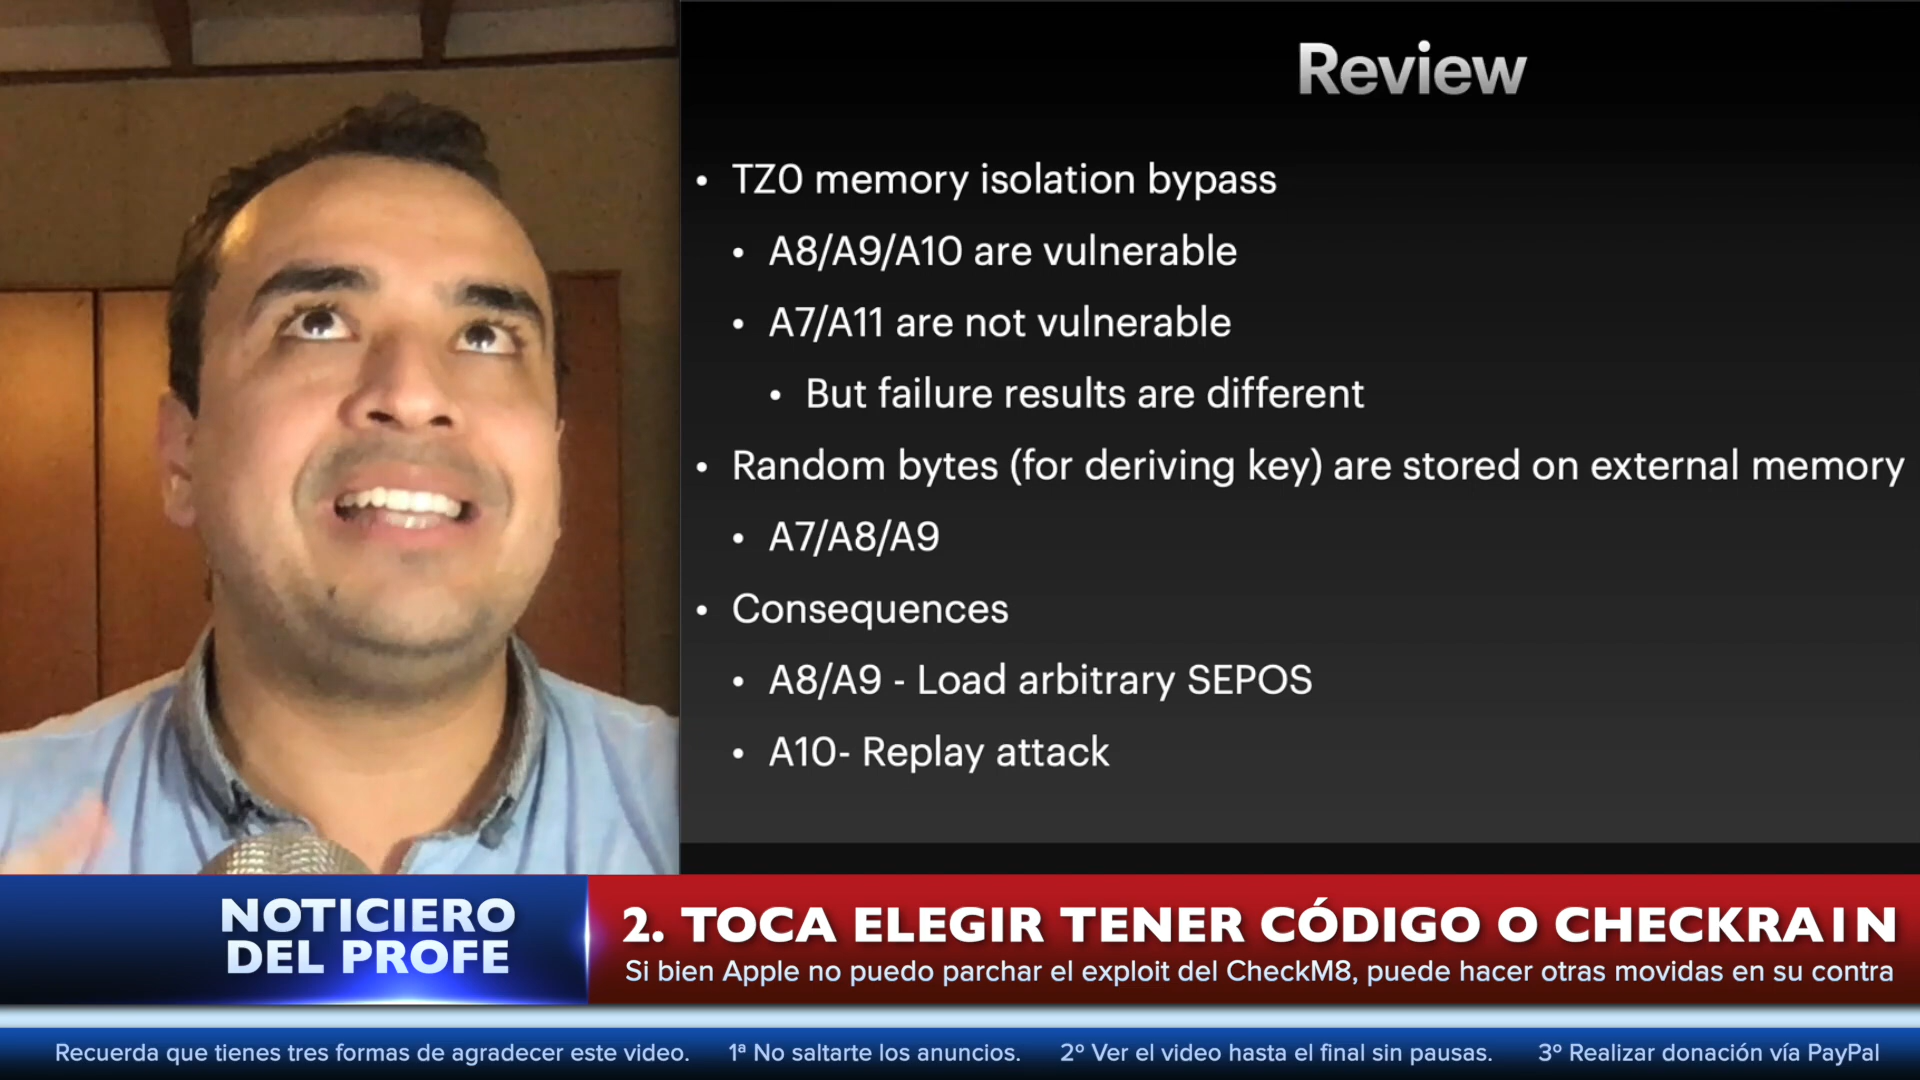 Review
• TZ0 memory isolation bypass
• A8/A9/A10 are vulnerable
• A7/A11 are not vulnerable
• But failure results are different
• Random bytes (for deriving key) are stored on external memory
• A7/A8/A9
• Consequences
• A8/A9 - Load arbitrary SEPOS
• A10- Replay attack
NOTICIERO
DEL PROFE
2. TOCA ELEGIR TENER CÓDIGO O CHECKRA1N
Si bien Apple no puedo parchar el exploit del CheckM8, puede hacer otras movidas en su contra
Recuerda que tienes tres formas de agradecer este video. 1ª No saltarte los anuncios. 2º Ver el video hasta el final sin pausas. 3º Realizar donación vía PayPal